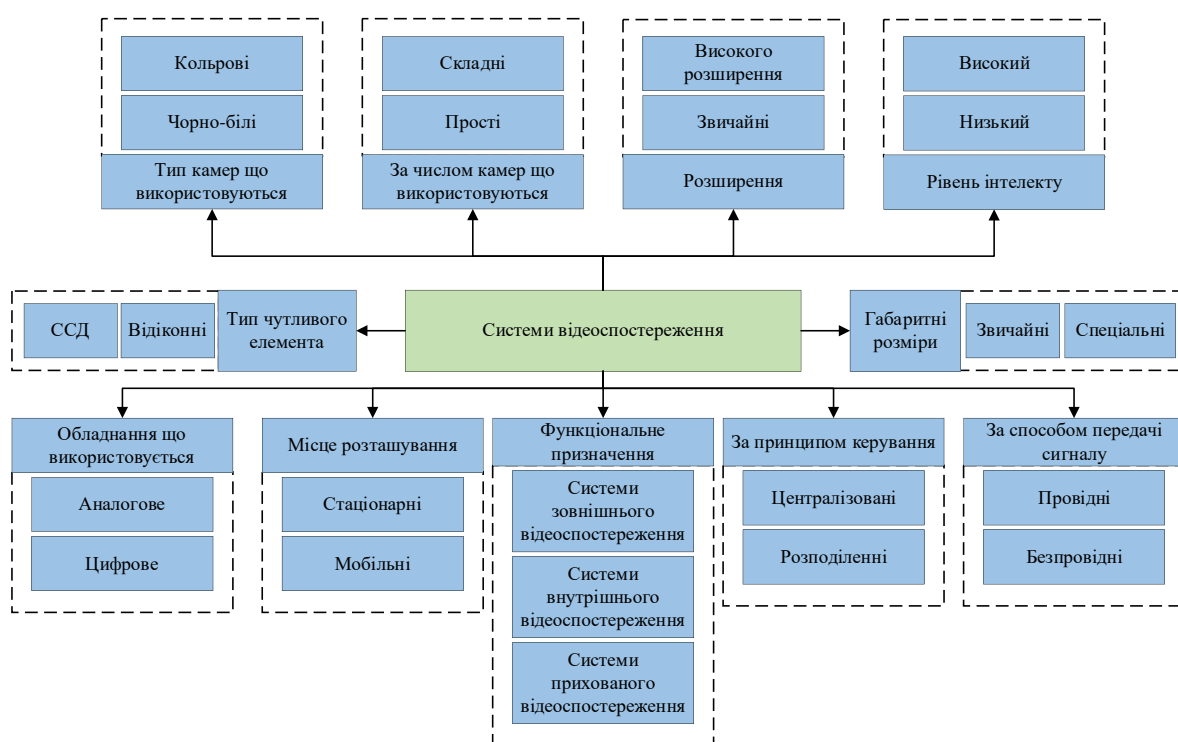 Кольрові
Складні
Високого
розширення
Високий
Чорно-білі
Прості
Звичайні
Низький
Тип камер що
використовуються
За числом камер що
використовуються
Розширення
Рівень інтелекту
ССД
Відіконні
Тип чутливого
елемента
Системи відеоспостереження
Габаритні
розміри
Звичайні
Спеціальні
Обладнання що
використовується
Місце розташування
Функціональне
призначення
За принципом керування
За способом передачі
сигналу
Аналогове
Стаціонарні
Системи
зовнішнього
відеоспостереження
Централізовані
Провідні
Цифрове
Мобільні
Системи
внутрішнього
відеоспостереження
Розподіленні
Безпровідні
Системи
прихованого
відеоспостереження